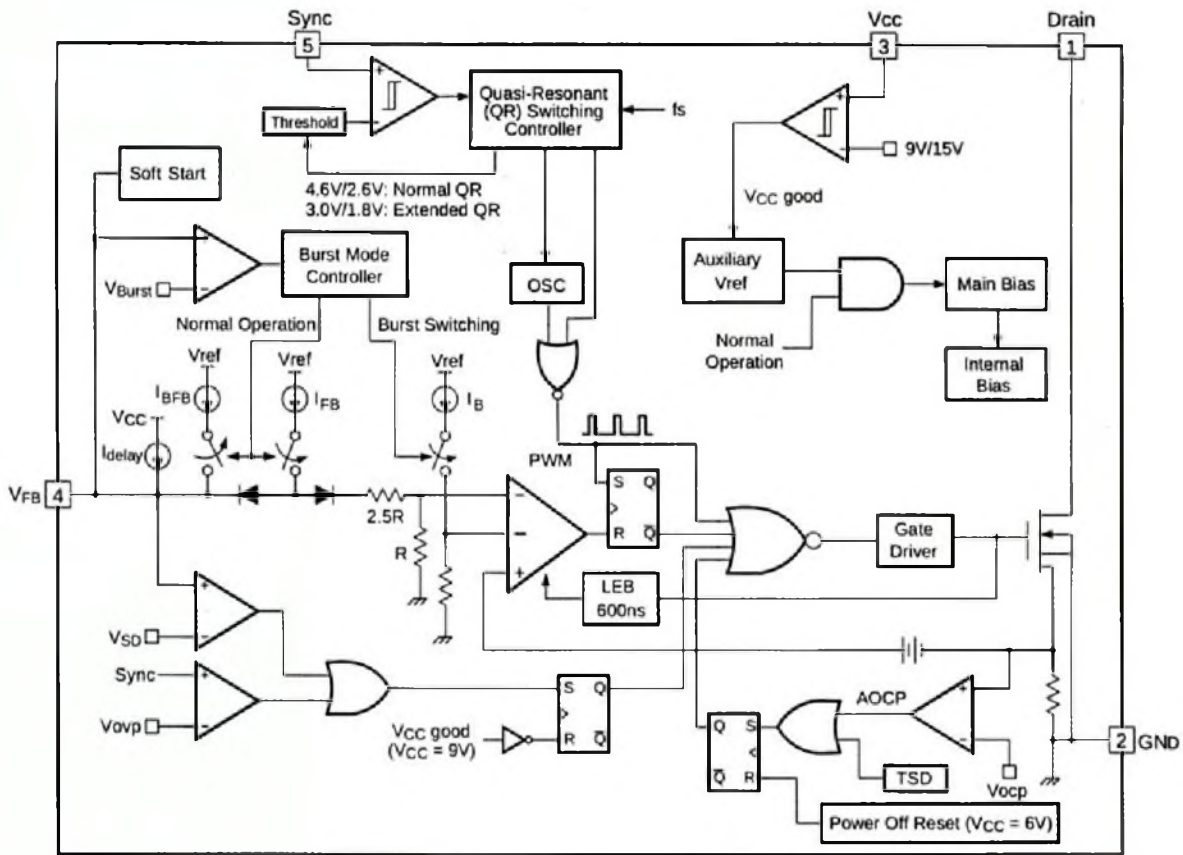 Sync
Vcc
Drain
5
3
1
Threshold
Quasi-Resonant
(QR) Switching
Controller
fs
+
−
+
−
9V/15V
Soft Start
4.6V/2.6V: Normal QR
3.0V/1.8V: Extended QR
VCC good
VBurst
+
−
Burst Mode
Controller
OSC
Auxiliary
Vref
Main Bias
Normal Operation
Burst Switching
Normal
Operation
Internal
Bias
Vref
Vref
Vref
IBFB
IFB
IB
VCC
Idelay
PWM
VFB
4
2.5R
R
−
−
+
S
Q
R
Q̅
LEB
600ns
Gate
Driver
VSD
+
−
Sync
+
Vovp
−
VCC good
(VCC = 9V)
S
Q
R
Q̅
Q
S
Q̅
R
AOCP
+
−
TSD
Vocp
2
GND
Power Off Reset (VCC = 6V)